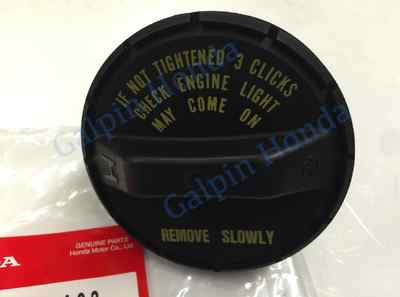 IF NOT TIGHTENED 3 CLICKS
CHECK ENGINE LIGHT
MAY COME ON
REMOVE SLOWLY
Galpin Honda
Galpin Honda
GENUINE PARTS
Honda Motor Co., Ltd.